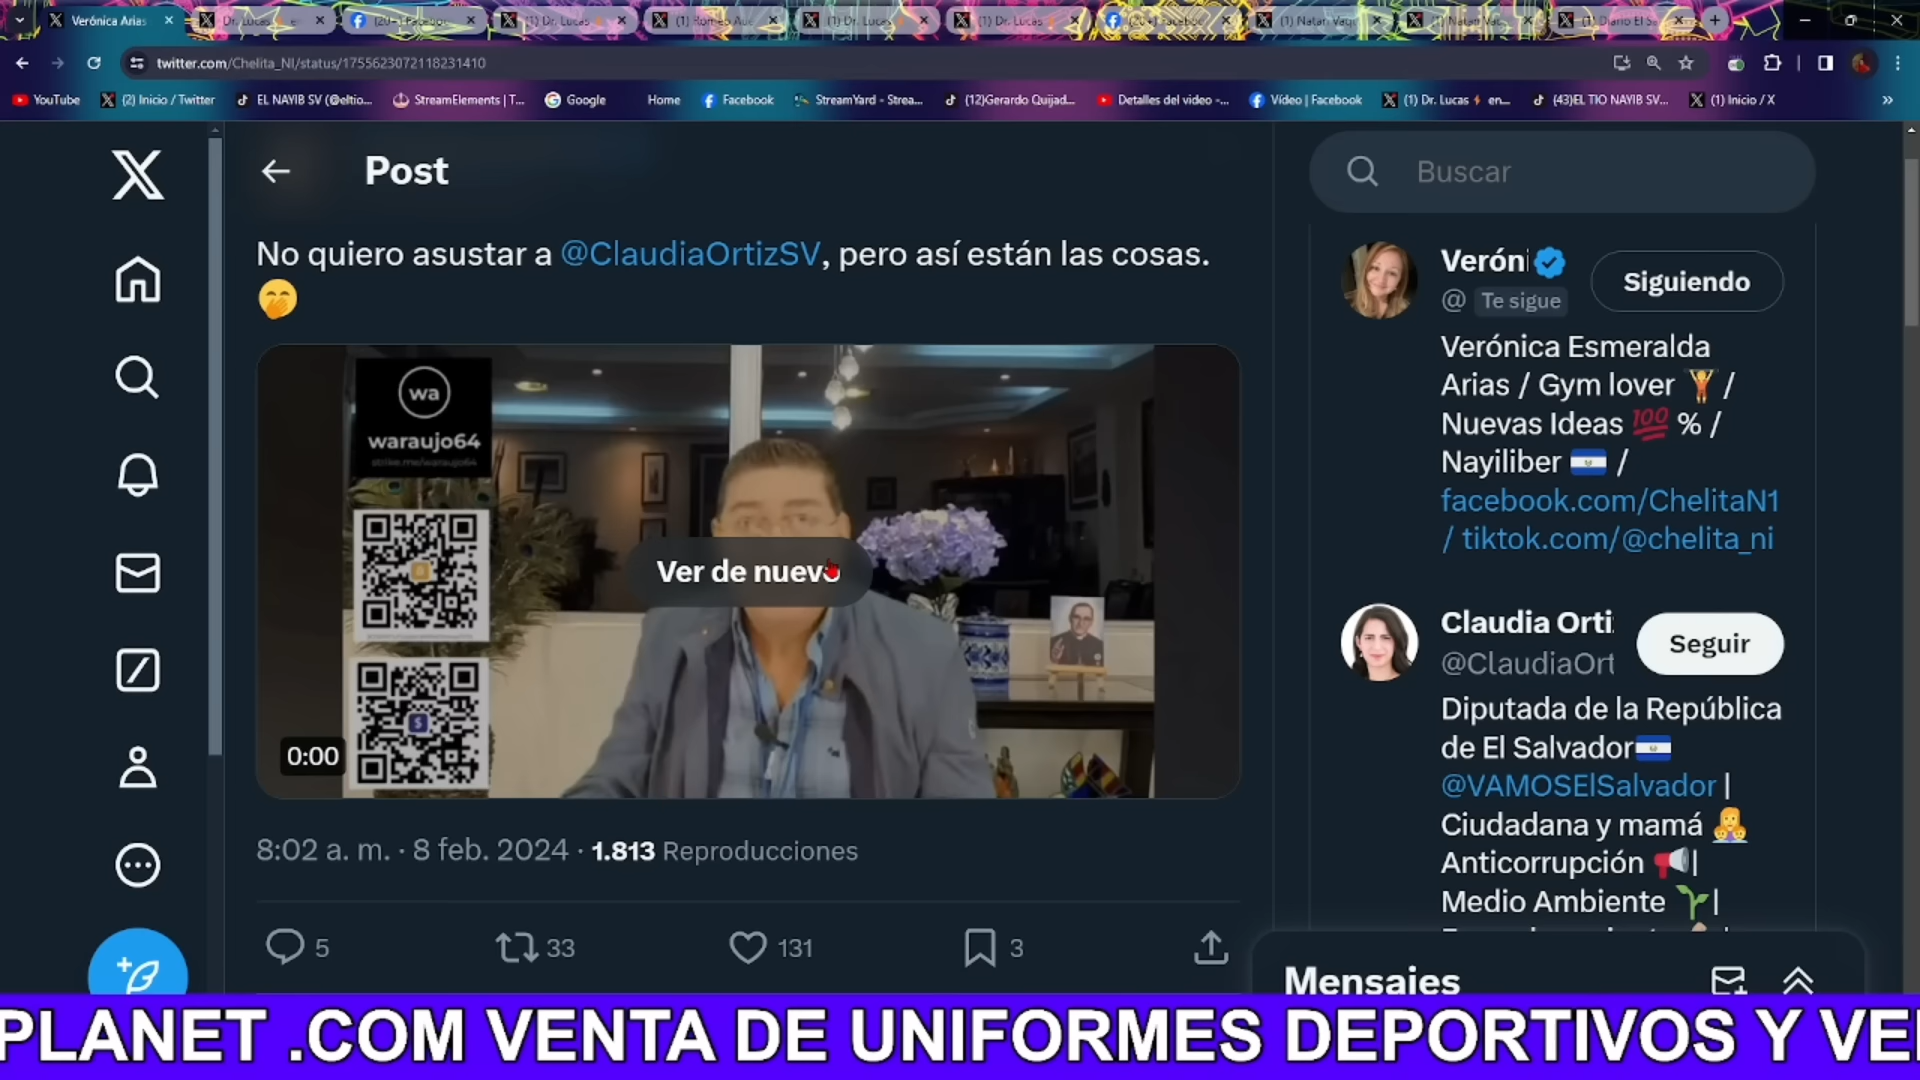 Verónica Arias
Dr. Lucas
(20+) Facebook
(1) Dr. Lucas
(1) Romeo Aue
(1) Dr. Lucas
(1) Dr. Lucas
(20+) Facebook
(1) Natan Vaqu
(1) Natan Vaq
(1) Diario El Sa
twitter.com/Chelita_NI/status/1755623072118231410
YouTube
(2) Inicio / Twitter
EL NAYIB SV (@eltio...
StreamElements | T...
Google
Home
Facebook
StreamYard - Strea...
(12)Gerardo Quijad...
Detalles del video -...
Vídeo | Facebook
(1) Dr. Lucas⚡ en...
(43)EL TIO NAYIB SV...
(1) Inicio / X
Post
No quiero asustar a @ClaudiaOrtizSV, pero así están las cosas.
🤭
wa
waraujo64
strike.me/waraujo64
Ver de nuevo
0:00
8:02 a. m. · 8 feb. 2024 · 1.813 Reproducciones
5
33
131
3
Buscar
Veróni
Siguiendo
@ Te sigue
Verónica Esmeralda
Arias / Gym lover 🏋️ /
Nuevas Ideas 💯 % /
Nayiliber 🇸🇻 /
facebook.com/ChelitaN1
/ tiktok.com/@chelita_ni
Claudia Orti
@ClaudiaOrt
Seguir
Diputada de la República
de El Salvador🇸🇻
@VAMOSElSalvador |
Ciudadana y mamá 👩‍👧‍👦
Anticorrupción 📢|
Medio Ambiente 🌱|
Mensajes
PLANET .COM VENTA DE UNIFORMES DEPORTIVOS Y VE